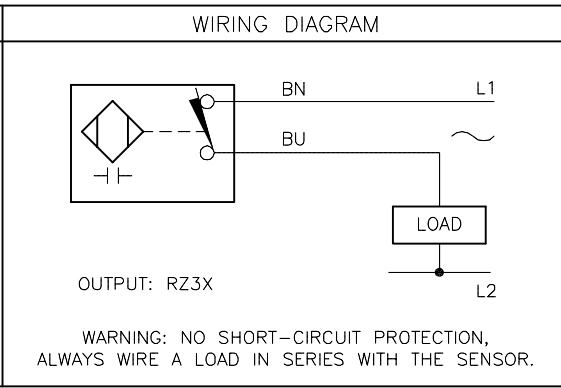 WIRING DIAGRAM
BN
L1
BU
LOAD
L2
OUTPUT: RZ3X
WARNING: NO SHORT-CIRCUIT PROTECTION,
ALWAYS WIRE A LOAD IN SERIES WITH THE SENSOR.